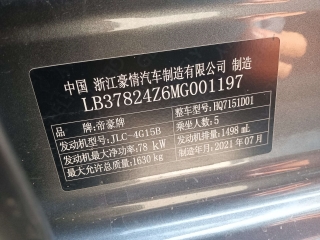 中国 浙江豪情汽车制造有限公司 制造
LB37824Z6MG001197
品牌:帝豪牌 整车型号:HQ7151D01
发动机型号:JLC-4G15B 乘坐人数:5
发动机最大净功率:78 kW 发动机排量:1498 mL
最大允许总质量:1630 kg 制造年月:2021 年 07 月